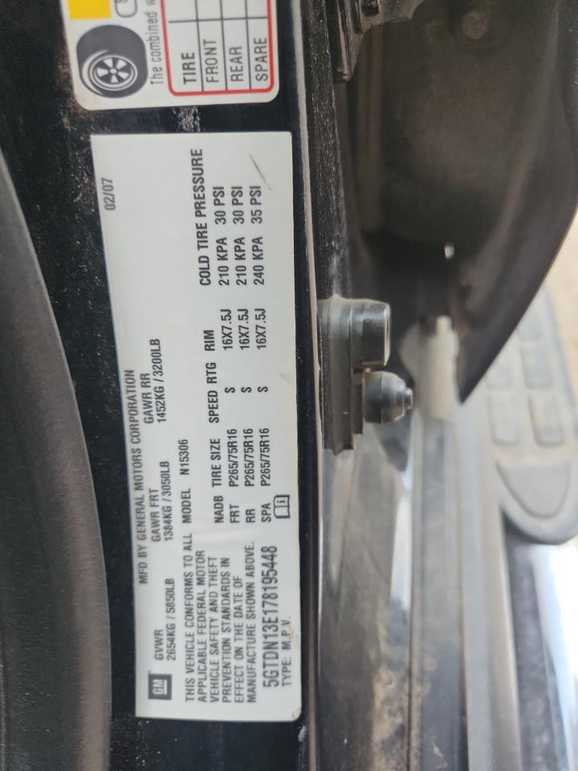 The combined
TIRE
FRONT
REAR
SPARE
02/07
MFD BY GENERAL MOTORS CORPORATION
GM
GVWR GAWR FRT GAWR RR
2654KG / 5850LB 1384KG / 3050LB 1452KG / 3200LB
THIS VEHICLE CONFORMS TO ALL
APPLICABLE FEDERAL MOTOR
VEHICLE SAFETY AND THEFT
PREVENTION STANDARDS IN
EFFECT ON THE DATE OF
MANUFACTURE SHOWN ABOVE.
5GTDN13E178195448
TYPE: M.P.V.
MODEL N15306
NADB TIRE SIZE SPEED RTG RIM COLD TIRE PRESSURE
FRT P265/75R16 S 16X7.5J 210 KPA 30 PSI
RR P265/75R16 S 16X7.5J 210 KPA 30 PSI
SPA P265/75R16 S 16X7.5J 240 KPA 35 PSI